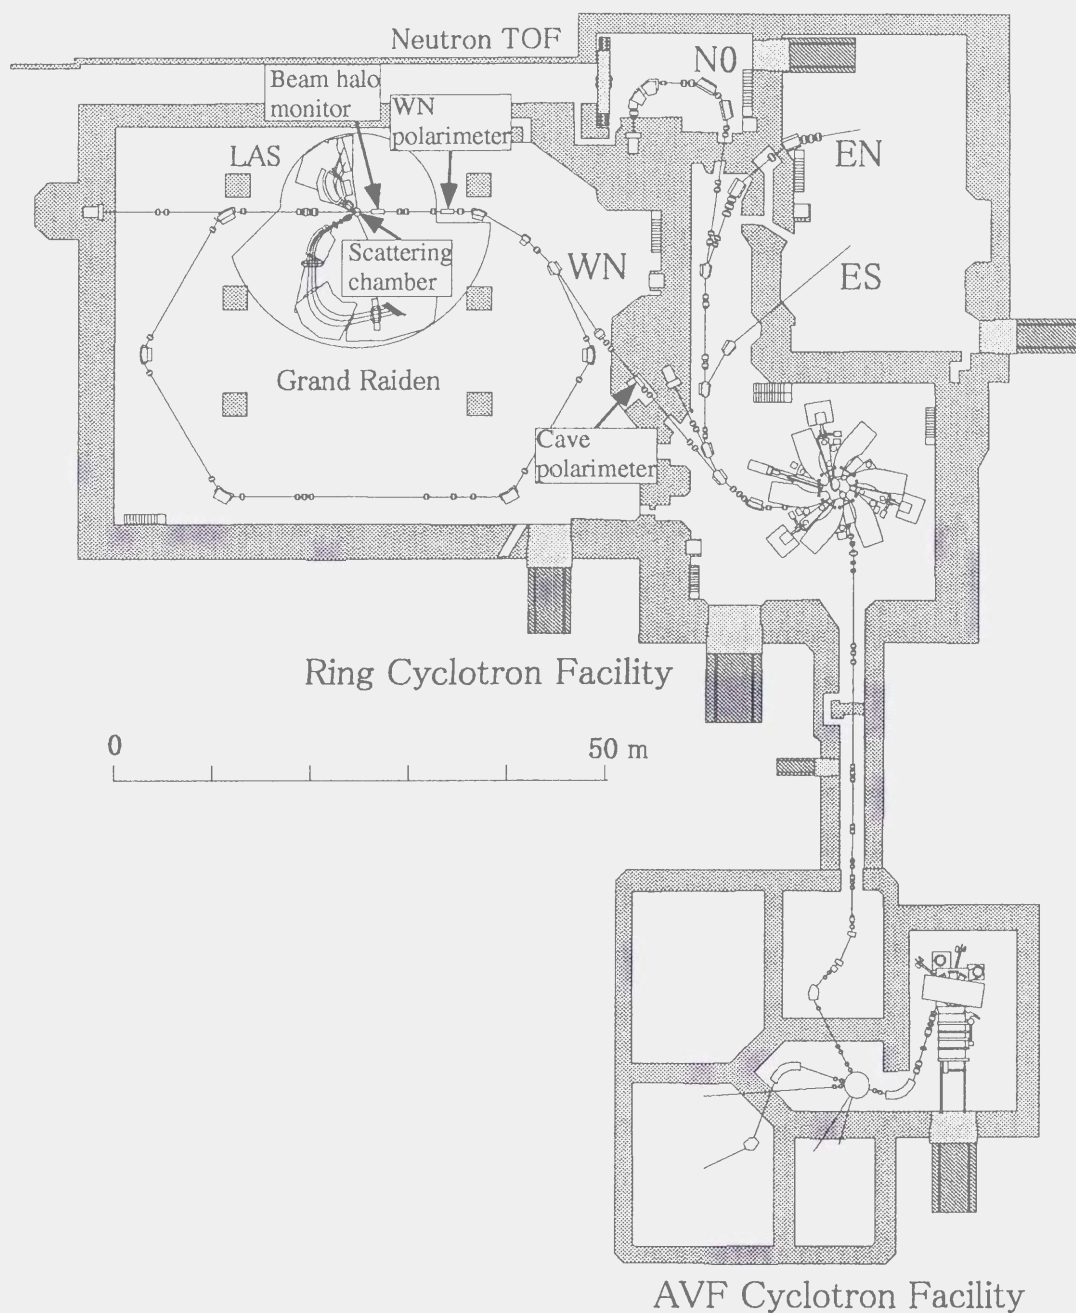 Neutron TOF
N0
Beam halo
monitor
WN
polarimeter
LAS
EN
Scattering
chamber
WN
ES
Grand Raiden
Cave
polarimeter
Ring Cyclotron Facility
0
50 m
AVF Cyclotron Facility